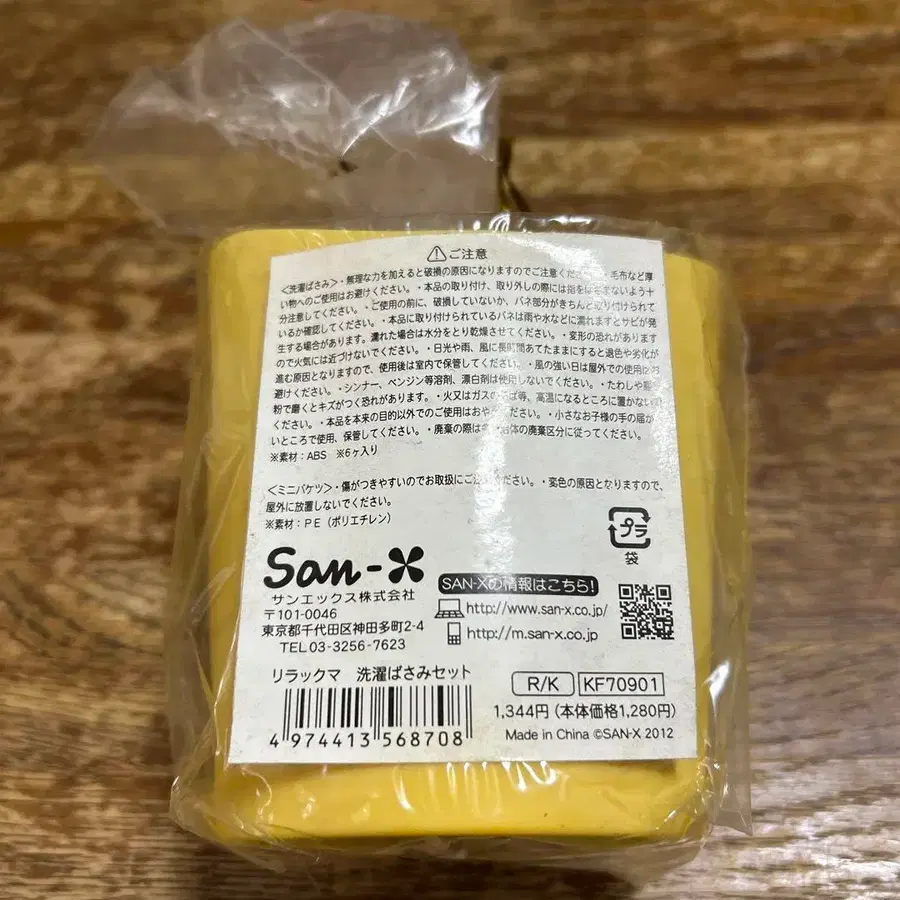 ⚠ご注意
<洗濯ばさみ>・無理な力を加えると破損の原因になりますのでご注意くださ 毛布など厚
い物へのご使用はお避けください。・本品の取り付け、取り外しの際には指をはさまないよう十
分注意してください。・ご使用の前に、破損していないか、バネ部分がきちんと取り付けられて
いるか確認してください。・本品に取り付けられているバネは雨や水などに濡れますとサビが発
生する場合があります。濡れた場合は水分をとり乾燥させてください。・変形の恐れがあります
ので火気には近づけないでください。・日光や雨、風に長時間あてたままにすると退色や劣化が
進む原因となりますので、使用後は室内で保管してください。・風の強い日は屋外での使用はお
避けください。・シンナー、ベンジン等溶剤、漂白剤は使用しないでください。・たわしや磨
粉で磨くとキズがつく恐れがあります。・火又はガスのそば等、高温になるところに置かない
ください。・本品を本来の目的以外でのご使用はおやめください。・小さなお子様の手の届か
いところで使用、保管してください。・廃棄の際は各自治体の廃棄区分に従ってください。
※素材:ABS ※6ヶ入り
<ミニバケツ>・傷がつきやすいのでお取扱にご注意ください。・変色の原因となりますので、
屋外に放置しないでください。
※素材:PE(ポリエチレン)
プラ
袋
San-X
サンエックス株式会社
〒101-0046
東京都千代田区神田多町2-4
TEL03-3256-7623
SAN-Xの情報はこちら!
http://www.san-x.co.jp/
http://m.san-x.co.jp
リラックマ 洗濯ばさみセット
R/K KF70901
1,344円(本体価格1,280円)
4974413568708
Made in China ©SAN-X 2012